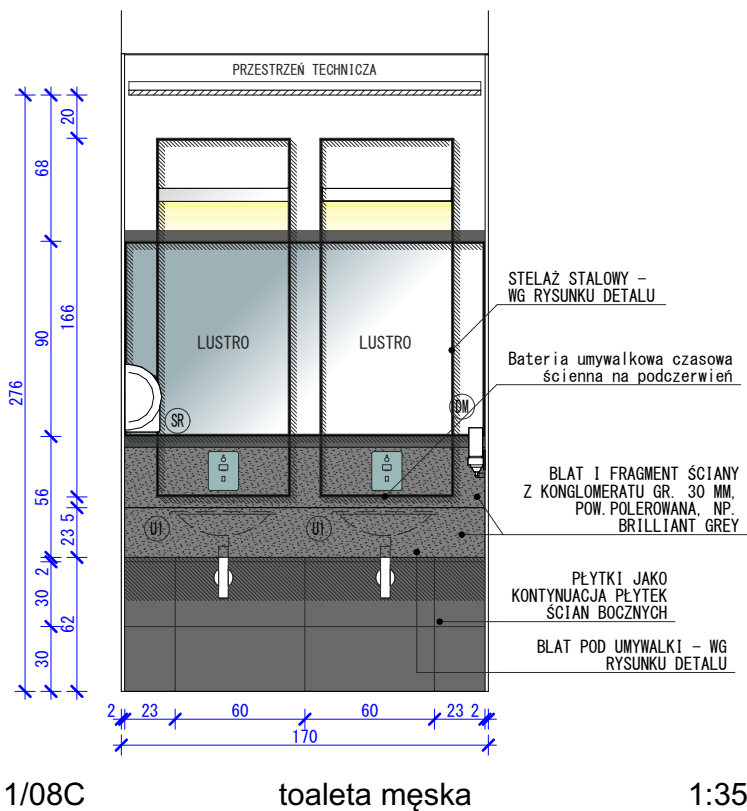 PRZESTRZEŃ TECHNICZA
20
68
166
90
276
56
5
23
2
30
62
30
LUSTRO
LUSTRO
SR
DM
U1
U1
STELAŻ STALOWY –
WG RYSUNKU DETALU
Bateria umywalkowa czasowa
ścienna na podczerwień
BLAT I FRAGMENT ŚCIANY
Z KONGLOMERATU GR. 30 MM,
POW.POLEROWANA, NP.
BRILLIANT GREY
PŁYTKI JAKO
KONTYNUACJA PŁYTEK
ŚCIAN BOCZNYCH
BLAT POD UMYWALKI – WG
RYSUNKU DETALU
2 23 60 60 23 2
170
1/08C toaleta męska 1:35